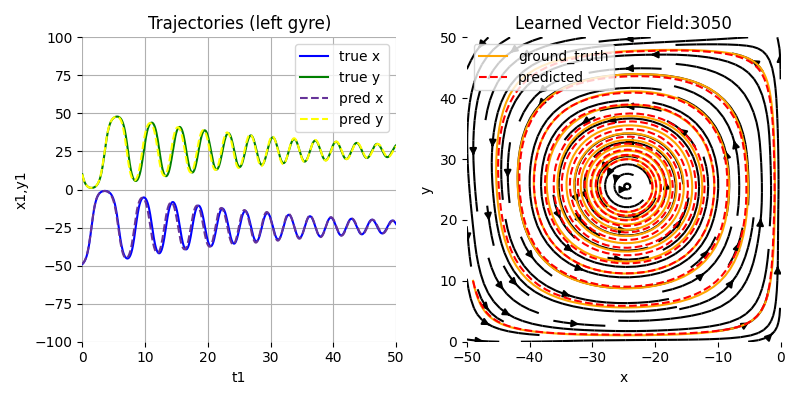 Trajectories (left gyre)
100
75
50
25
0
−25
−50
−75
−100
x1,y1
0 10 20 30 40 50
t1
true x
true y
pred x
pred y
Learned Vector Field:3050
50
40
30
20
10
0
y
−50 −40 −30 −20 −10 0
x
ground_truth
predicted